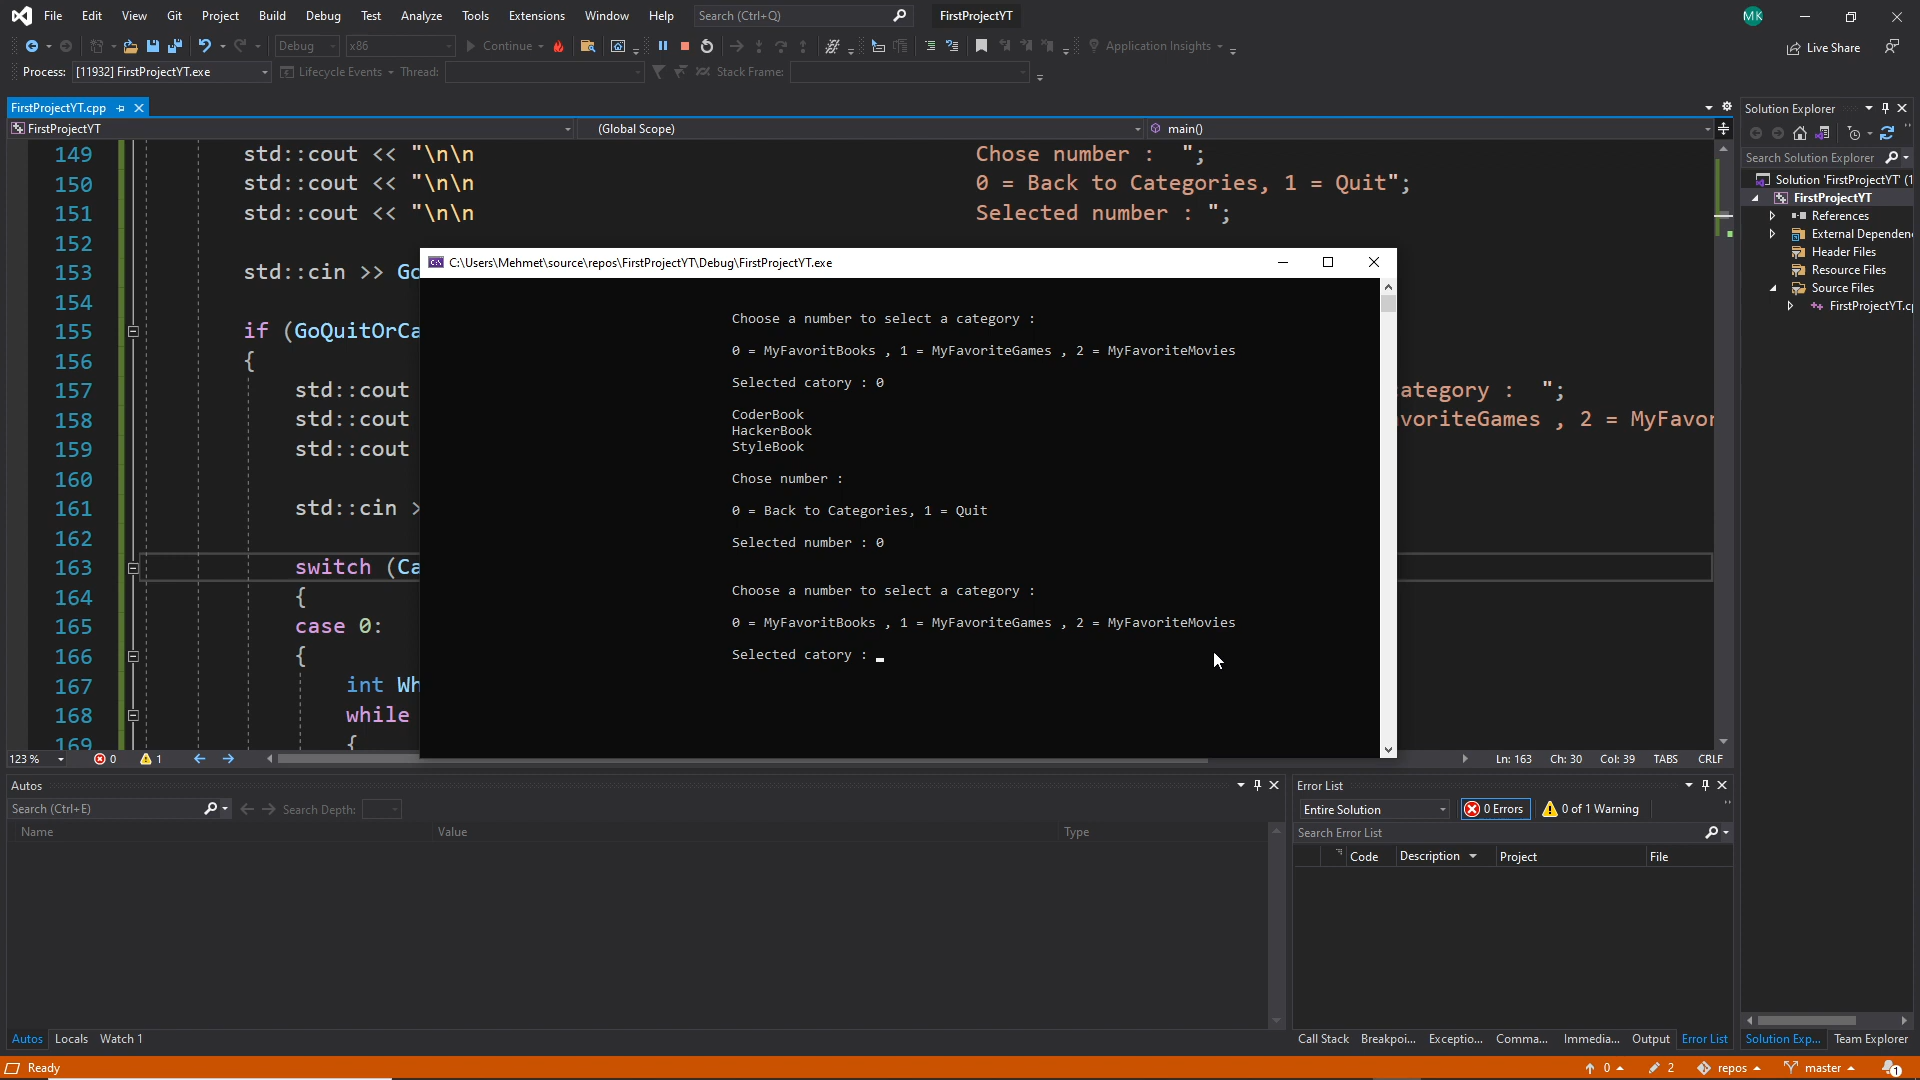 File Edit View Git Project Build Debug Test Analyze Tools Extensions Window Help Search (Ctrl+Q) FirstProjectYT MK
Debug x86 Continue Application Insights Live Share
Process: [11932] FirstProjectYT.exe Lifecycle Events Thread: Stack Frame:
FirstProjectYT.cpp
FirstProjectYT (Global Scope) main()
149 std::cout << "\n\n Chose number :  ";
150 std::cout << "\n\n 0 = Back to Categories, 1 = Quit";
151 std::cout << "\n\n Selected number : ";
152
153 std::cin >> Go
154
155 if (GoQuitOrCa
156 {
157 std::cout ategory :  ";
158 std::cout voriteGames , 2 = MyFavor
159 std::cout
160
161 std::cin >
162
163 switch (Ca
164 {
165 case 0:
166 {
167 int Wh
168 while
169 {
C:\Users\Mehmet\source\repos\FirstProjectYT\Debug\FirstProjectYT.exe
Choose a number to select a category :
0 = MyFavoritBooks , 1 = MyFavoriteGames , 2 = MyFavoriteMovies
Selected catory : 0
CoderBook
HackerBook
StyleBook
Chose number :
0 = Back to Categories, 1 = Quit
Selected number : 0
Choose a number to select a category :
0 = MyFavoritBooks , 1 = MyFavoriteGames , 2 = MyFavoriteMovies
Selected catory :
123 % 0 1 Ln: 163 Ch: 30 Col: 39 TABS CRLF
Solution Explorer
Search Solution Explorer
Solution 'FirstProjectYT' (1
FirstProjectYT
References
External Dependen
Header Files
Resource Files
Source Files
FirstProjectYT.c
Autos
Search (Ctrl+E) Search Depth:
Name Value Type
Autos Locals Watch 1
Error List
Entire Solution 0 Errors 0 of 1 Warning
Search Error List
Code Description Project File
Call Stack Breakpoi... Exceptio... Comma... Immedia... Output Error List
Solution Exp... Team Explorer
Ready 0 2 repos master 1